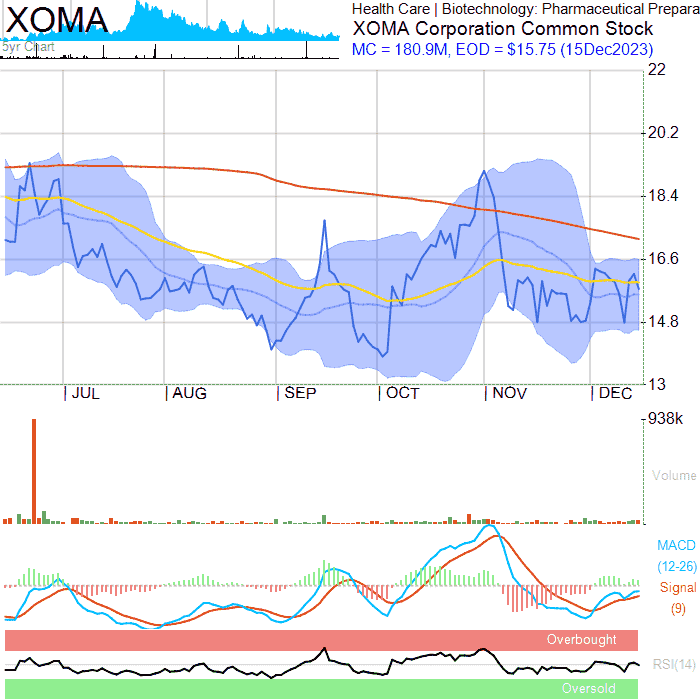 XOMA
5yr Chart
Health Care | Biotechnology: Pharmaceutical Prepara
XOMA Corporation Common Stock
MC = 180.9M, EOD = $15.75 (15Dec2023)
22
20.2
18.4
16.6
14.8
13
JUL
AUG
SEP
OCT
NOV
DEC
938k
Volume
MACD
(12-26)
Signal
(9)
Overbought
RSI(14)
Oversold